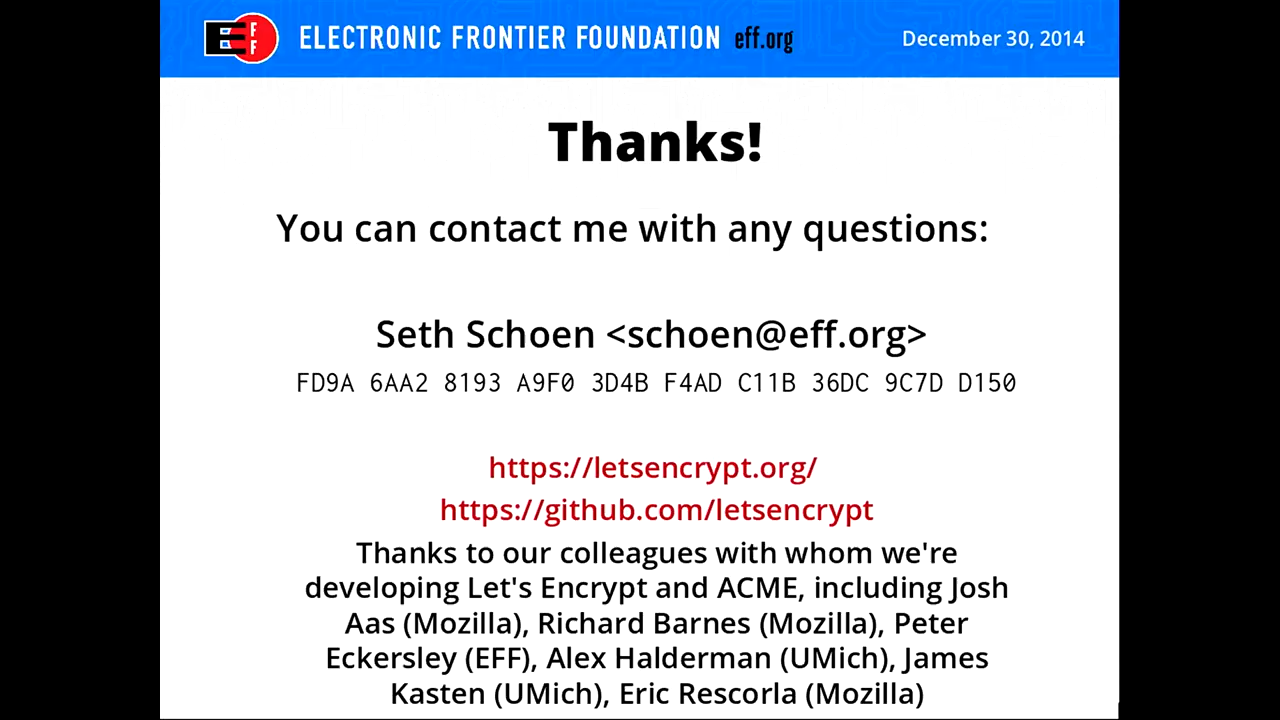 EFF ELECTRONIC FRONTIER FOUNDATION eff.org December 30, 2014
Thanks!
You can contact me with any questions:
Seth Schoen <schoen@eff.org>
FD9A 6AA2 8193 A9F0 3D4B F4AD C11B 36DC 9C7D D150
https://letsencrypt.org/
https://github.com/letsencrypt
Thanks to our colleagues with whom we're
developing Let's Encrypt and ACME, including Josh
Aas (Mozilla), Richard Barnes (Mozilla), Peter
Eckersley (EFF), Alex Halderman (UMich), James
Kasten (UMich), Eric Rescorla (Mozilla)